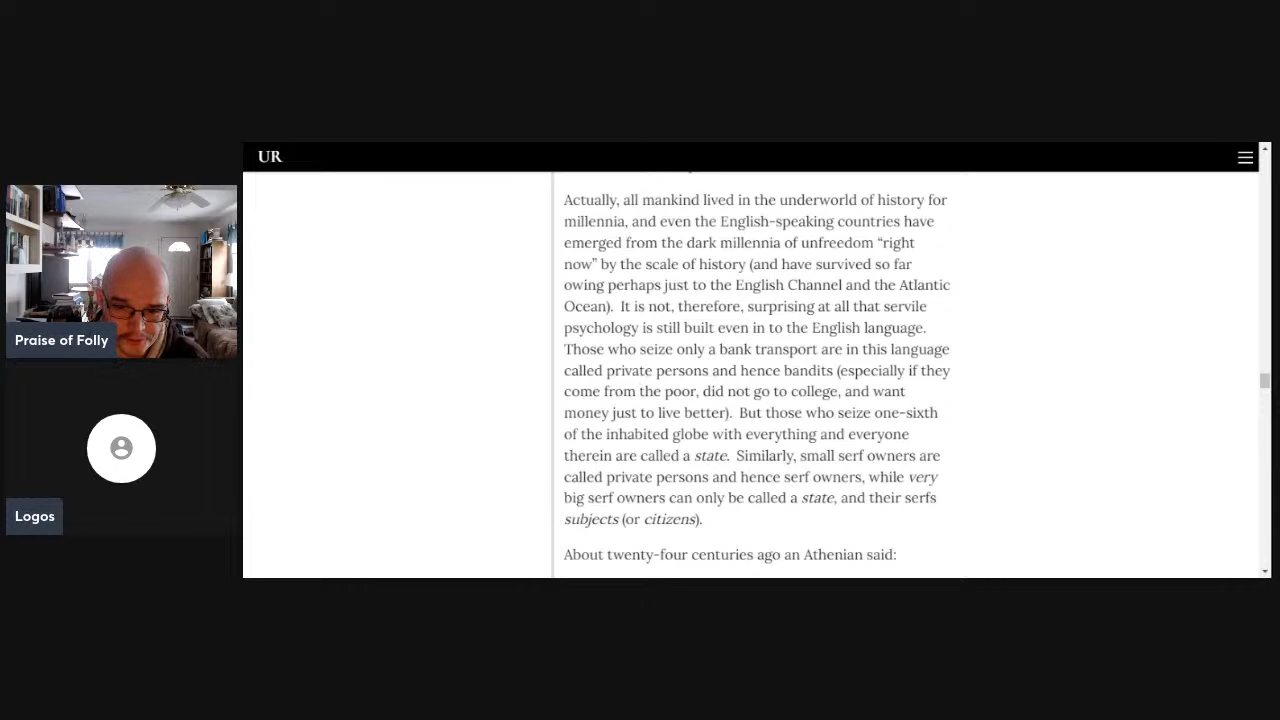 UR
Actually, all mankind lived in the underworld of history for
millennia, and even the English-speaking countries have
emerged from the dark millennia of unfreedom “right
now” by the scale of history (and have survived so far
owing perhaps just to the English Channel and the Atlantic
Ocean). It is not, therefore, surprising at all that servile
psychology is still built even in to the English language.
Those who seize only a bank transport are in this language
called private persons and hence bandits (especially if they
come from the poor, did not go to college, and want
money just to live better). But those who seize one-sixth
of the inhabited globe with everything and everyone
therein are called a state. Similarly, small serf owners are
called private persons and hence serf owners, while very
big serf owners can only be called a state, and their serfs
subjects (or citizens).
About twenty-four centuries ago an Athenian said:
Praise of Folly
Logos